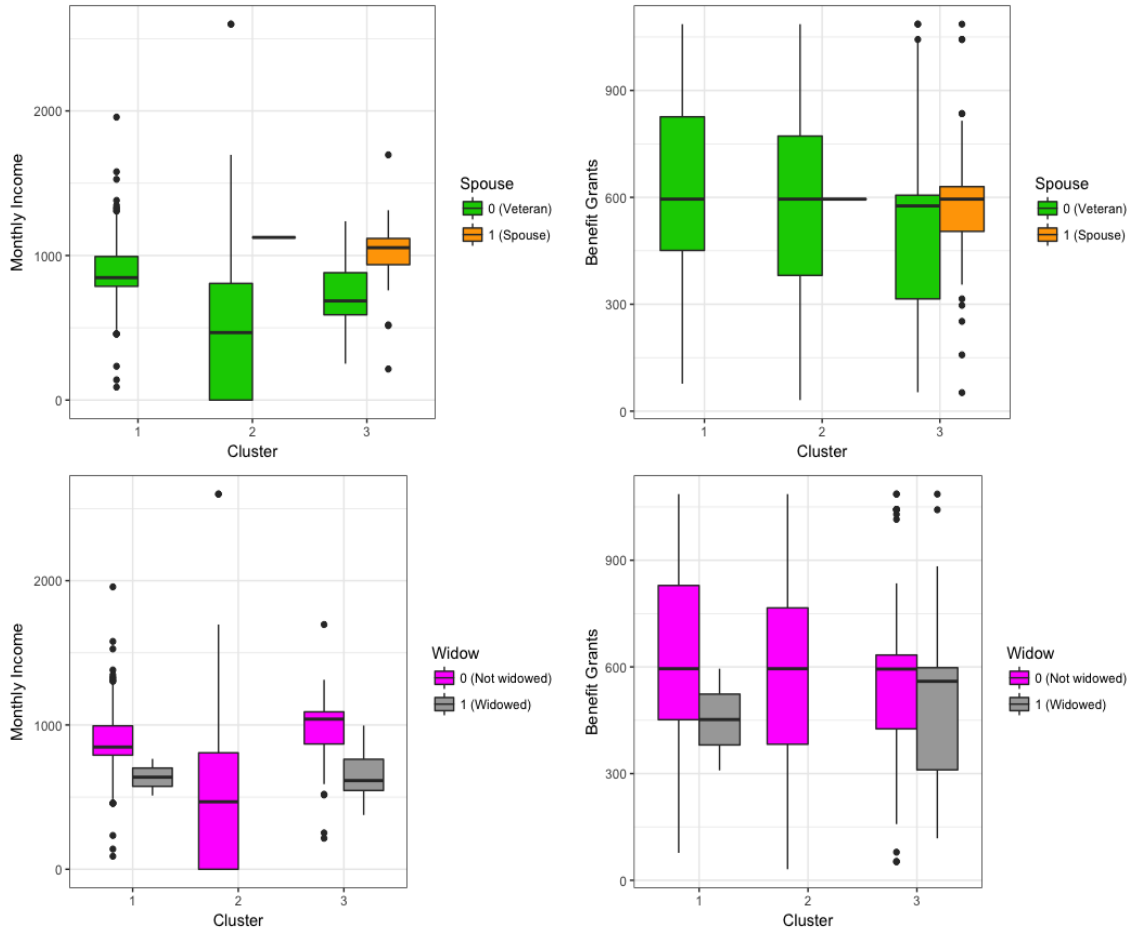 Monthly Income
2000
1000
0
1
2
3
Cluster
Spouse
0 (Veteran)
1 (Spouse)
Benefit Grants
900
600
300
0
1
2
3
Cluster
Spouse
0 (Veteran)
1 (Spouse)
Monthly Income
2000
1000
0
1
2
3
Cluster
Widow
0 (Not widowed)
1 (Widowed)
Benefit Grants
900
600
300
0
1
2
3
Cluster
Widow
0 (Not widowed)
1 (Widowed)